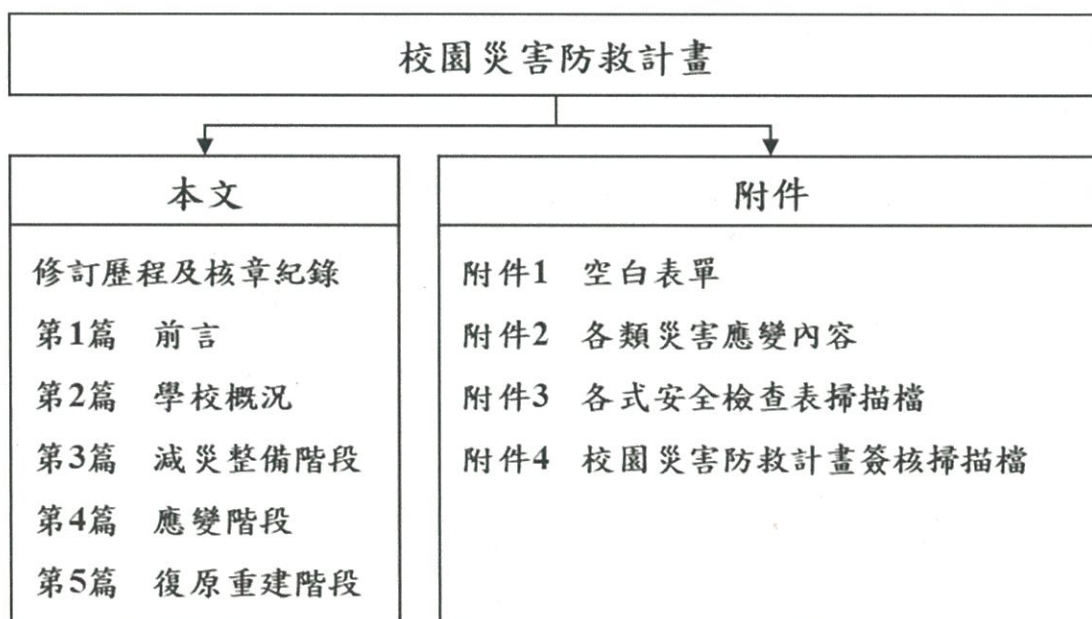 校園災害防救計畫
本文
修訂歷程及核章紀錄
第1篇 前言
第2篇 學校概況
第3篇 減災整備階段
第4篇 應變階段
第5篇 復原重建階段
附件
附件1 空白表單
附件2 各類災害應變內容
附件3 各式安全檢查表掃描檔
附件4 校園災害防救計畫簽核掃描檔